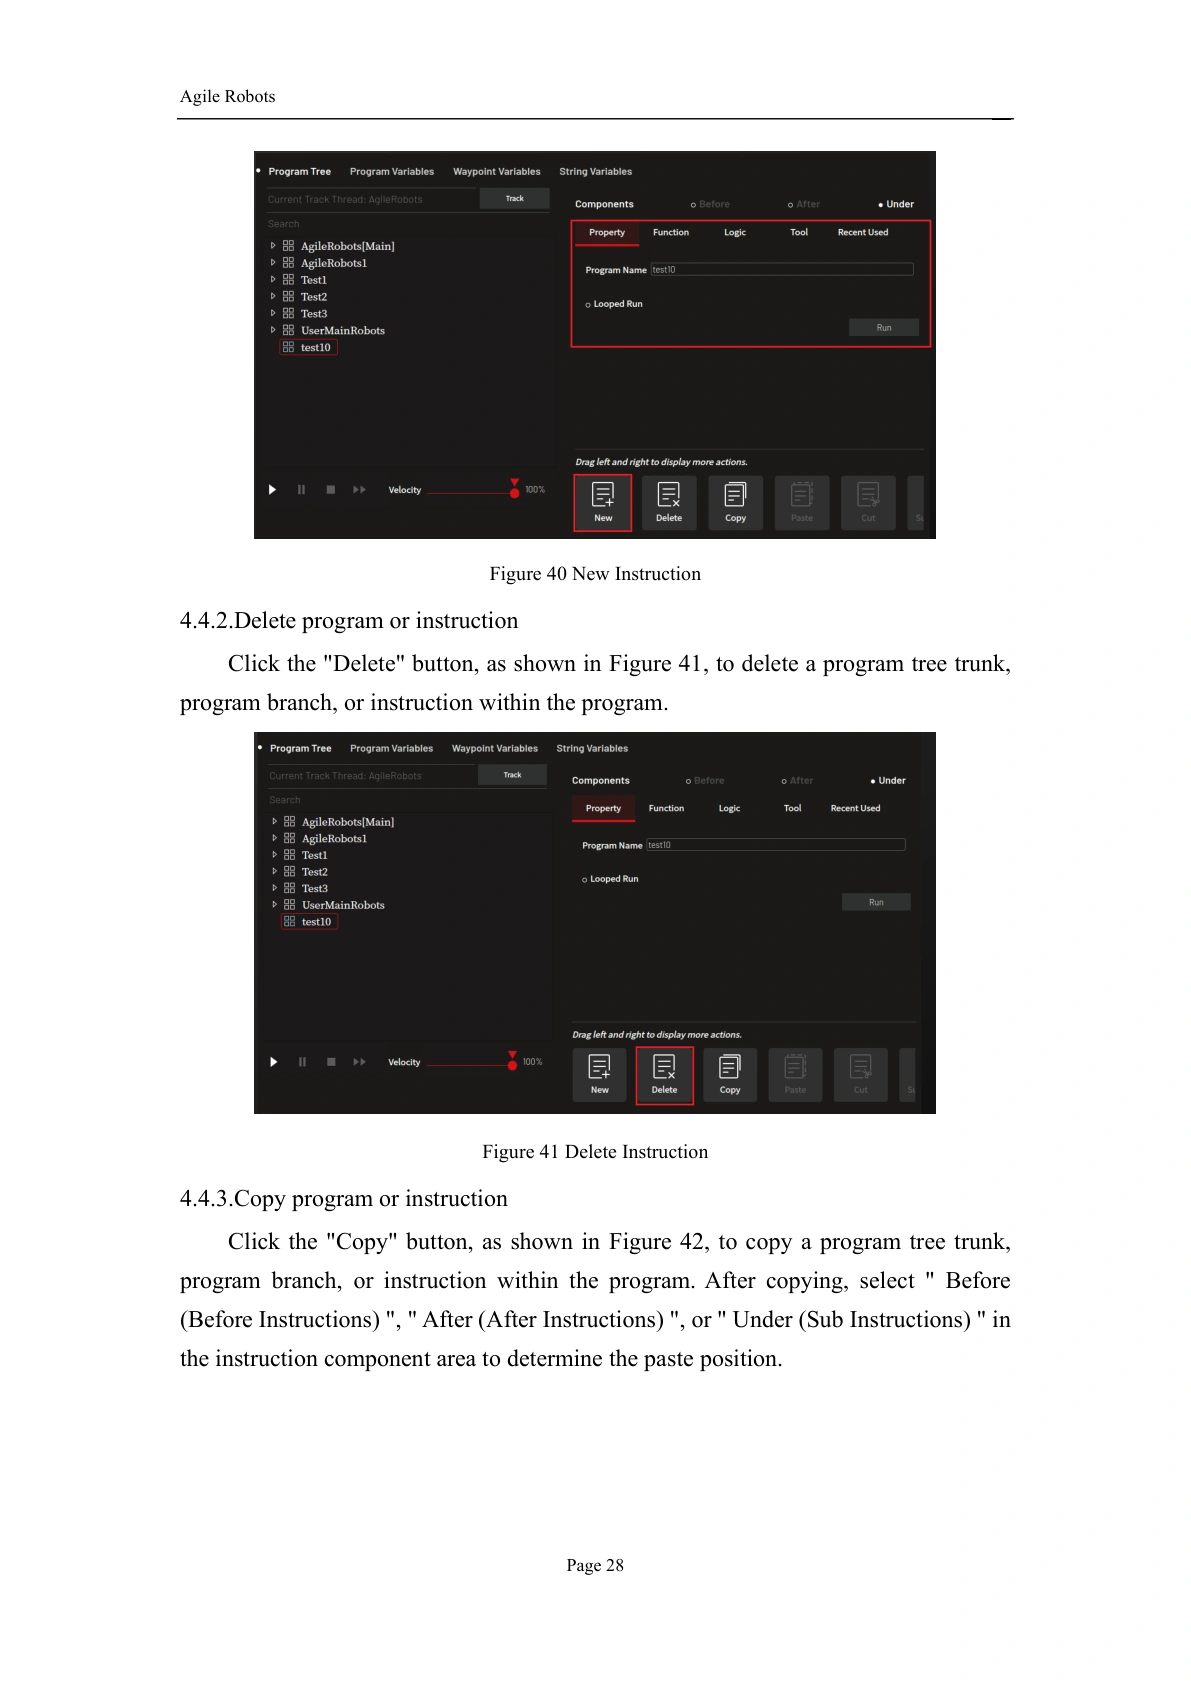 Agile Robots
Program Tree Program Variables Waypoint Variables String Variables
Current Track Thread: AgileRobots Track
Components Before After Under
Search
Property Function Logic Tool Recent Used
AgileRobots[Main]
AgileRobots1
Test1
Test2
Test3
UserMainRobots
test10
Program Name test10
Looped Run
Run
Drag left and right to display more actions.
Velocity 100%
New Delete Copy Paste Cut
Figure 40 New Instruction
4.4.2.Delete program or instruction
Click the "Delete" button, as shown in Figure 41, to delete a program tree trunk,
program branch, or instruction within the program.
Program Tree Program Variables Waypoint Variables String Variables
Current Track Thread: AgileRobots Track
Components Before After Under
Search
Property Function Logic Tool Recent Used
AgileRobots[Main]
AgileRobots1
Test1
Test2
Test3
UserMainRobots
test10
Program Name test10
Looped Run
Run
Drag left and right to display more actions.
Velocity 100%
New Delete Copy Paste Cut
Figure 41 Delete Instruction
4.4.3.Copy program or instruction
Click the "Copy" button, as shown in Figure 42, to copy a program tree trunk,
program branch, or instruction within the program. After copying, select " Before
(Before Instructions) ", " After (After Instructions) ", or " Under (Sub Instructions) " in
the instruction component area to determine the paste position.
Page 28